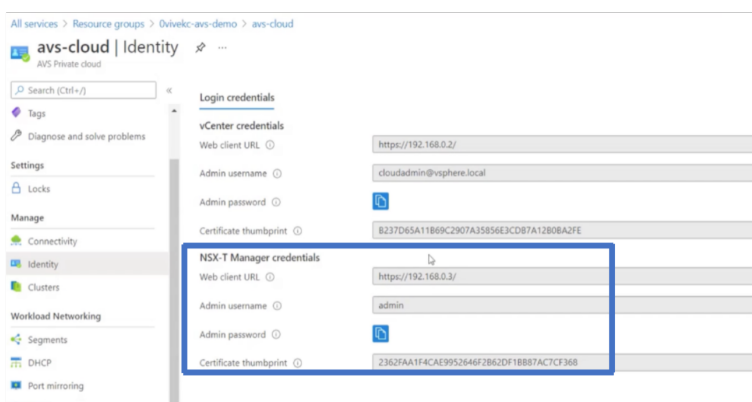 All services > Resource groups > 0vivekc-avs-demo > avs-cloud
avs-cloud | Identity
AVS Private cloud
Search (Ctrl+/)
Tags
Diagnose and solve problems
Settings
Locks
Manage
Connectivity
Identity
Clusters
Workload Networking
Segments
DHCP
Port mirroring
Login credentials
vCenter credentials
Web client URL https://192.168.0.2/
Admin username cloudadmin@vsphere.local
Admin password
Certificate thumbprint B237D65A11B69C2907A35856E3CDB7A12B0BA2FE
NSX-T Manager credentials
Web client URL https://192.168.0.3/
Admin username admin
Admin password
Certificate thumbprint 2362FAA1F4CAE9952646F2B62DF1BB87AC7CF368